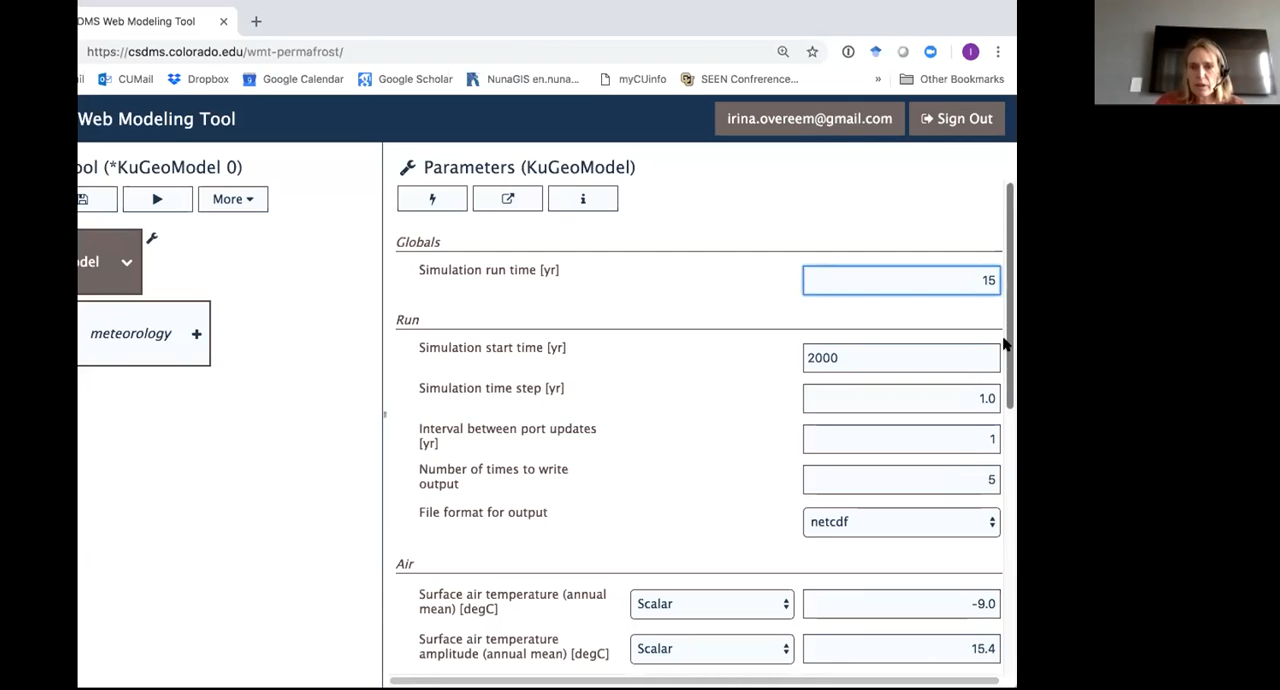 DMS Web Modeling Tool
https://csdms.colorado.edu/wmt-permafrost/
CUMail Dropbox Google Calendar Google Scholar NunaGIS en.nuna... myCUinfo SEEN Conference... » Other Bookmarks
Web Modeling Tool irina.overeem@gmail.com Sign Out
ool (*KuGeoModel 0)
More
del
meteorology +
Parameters (KuGeoModel)
Globals
Simulation run time [yr] 15
Run
Simulation start time [yr] 2000
Simulation time step [yr] 1.0
Interval between port updates
[yr] 1
Number of times to write
output 5
File format for output netcdf
Air
Surface air temperature (annual
mean) [degC] Scalar -9.0
Surface air temperature
amplitude (annual mean) [degC] Scalar 15.4